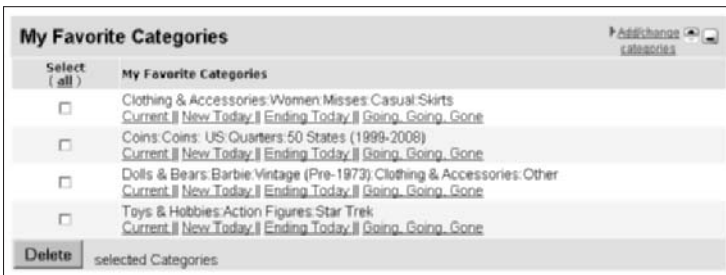 My Favorite Categories
Add/change
categories
Select
( all )
My Favorite Categories
Clothing & Accessories:Women:Misses:Casual:Skirts
Current || New Today || Ending Today || Going, Going, Gone
Coins:Coins: US:Quarters:50 States (1999-2008)
Current || New Today || Ending Today || Going, Going, Gone
Dolls & Bears:Barbie:Vintage (Pre-1973):Clothing & Accessories:Other
Current || New Today || Ending Today || Going, Going, Gone
Toys & Hobbies:Action Figures:Star Trek
Current || New Today || Ending Today || Going, Going, Gone
Delete selected Categories